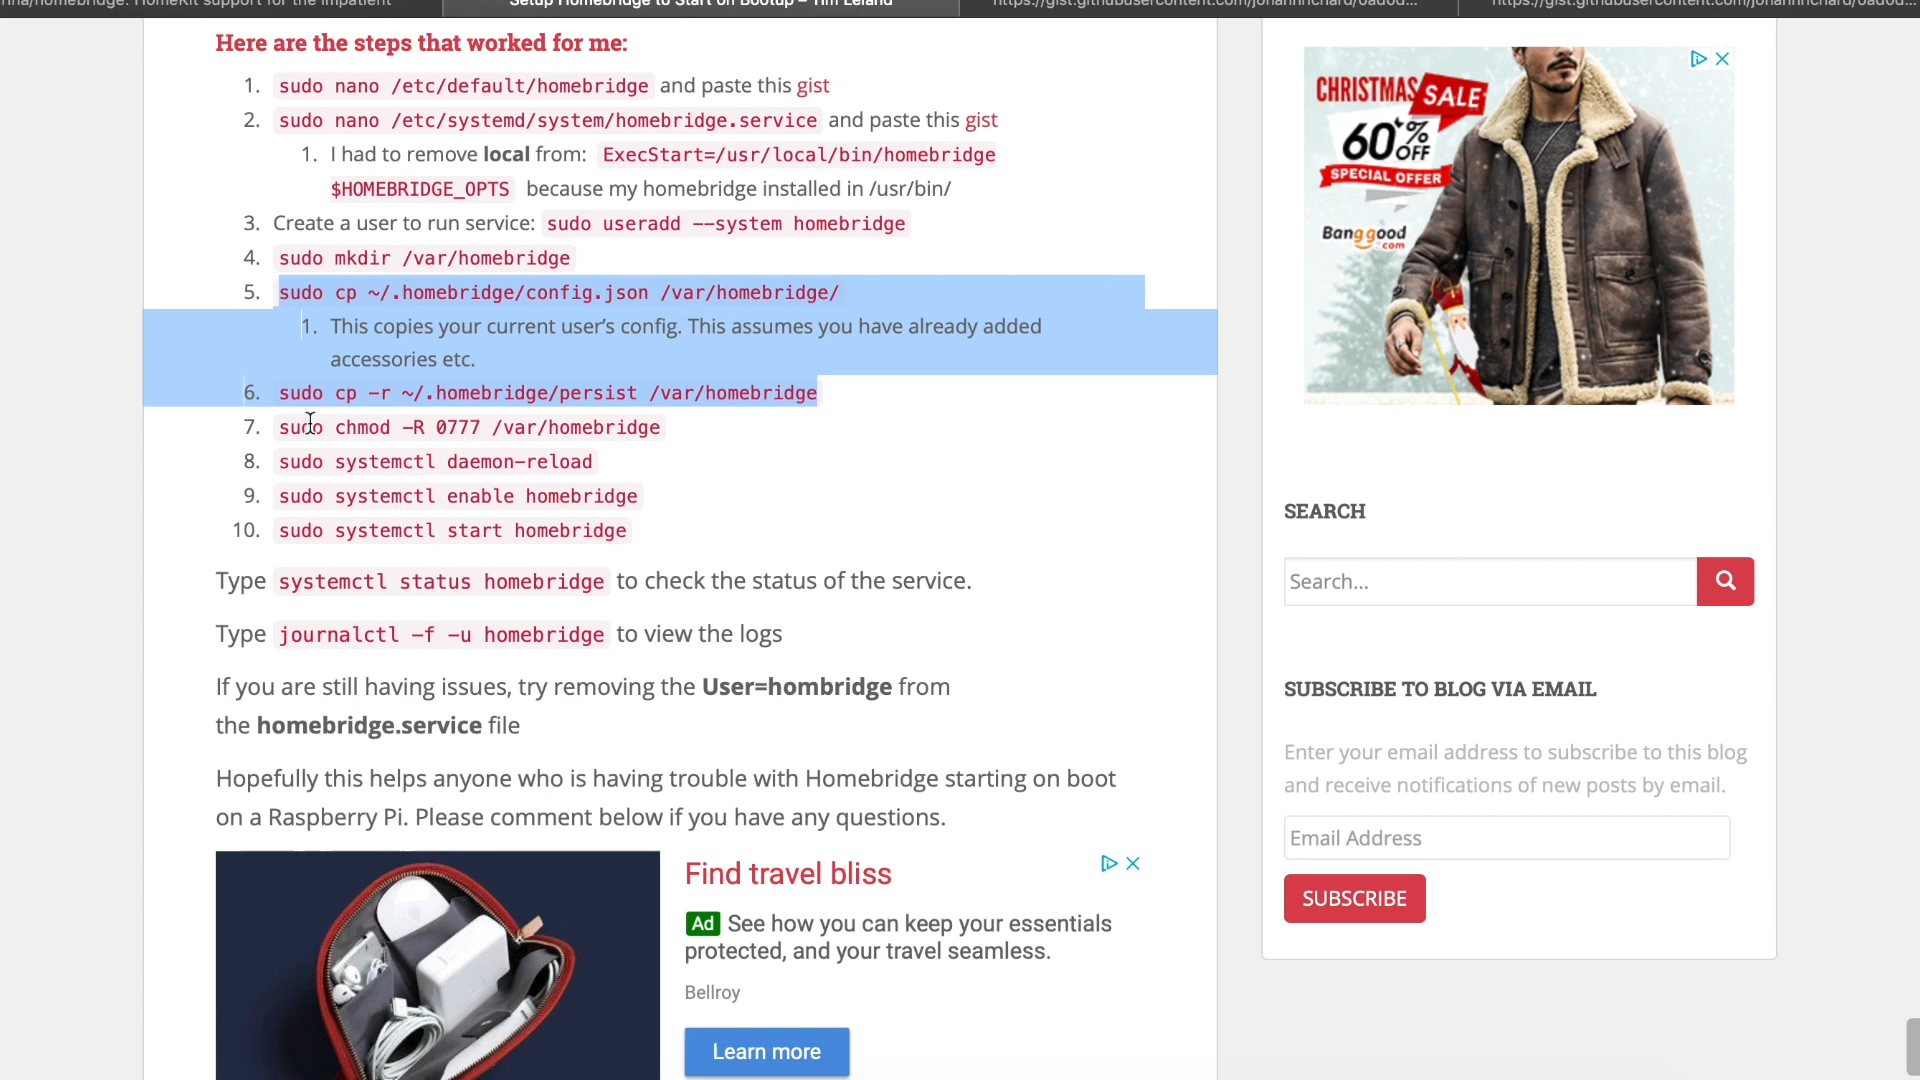 Setup Homebridge to Start on Bootup – Tim Leland
Here are the steps that worked for me:
1. sudo nano /etc/default/homebridge and paste this gist
2. sudo nano /etc/systemd/system/homebridge.service and paste this gist
1. I had to remove local from: ExecStart=/usr/local/bin/homebridge
$HOMEBRIDGE_OPTS because my homebridge installed in /usr/bin/
3. Create a user to run service: sudo useradd --system homebridge
4. sudo mkdir /var/homebridge
5. sudo cp ~/.homebridge/config.json /var/homebridge/
1. This copies your current user's config. This assumes you have already added
accessories etc.
6. sudo cp -r ~/.homebridge/persist /var/homebridge
7. sudo chmod -R 0777 /var/homebridge
8. sudo systemctl daemon-reload
9. sudo systemctl enable homebridge
10. sudo systemctl start homebridge
Type systemctl status homebridge to check the status of the service.
Type journalctl -f -u homebridge to view the logs
If you are still having issues, try removing the User=hombridge from
the homebridge.service file
Hopefully this helps anyone who is having trouble with Homebridge starting on boot
on a Raspberry Pi. Please comment below if you have any questions.
Find travel bliss
Ad See how you can keep your essentials
protected, and your travel seamless.
Bellroy
Learn more
CHRISTMAS SALE
60% OFF
SPECIAL OFFER
Banggood
.com
SEARCH
Search...
SUBSCRIBE TO BLOG VIA EMAIL
Enter your email address to subscribe to this blog
and receive notifications of new posts by email.
Email Address
SUBSCRIBE